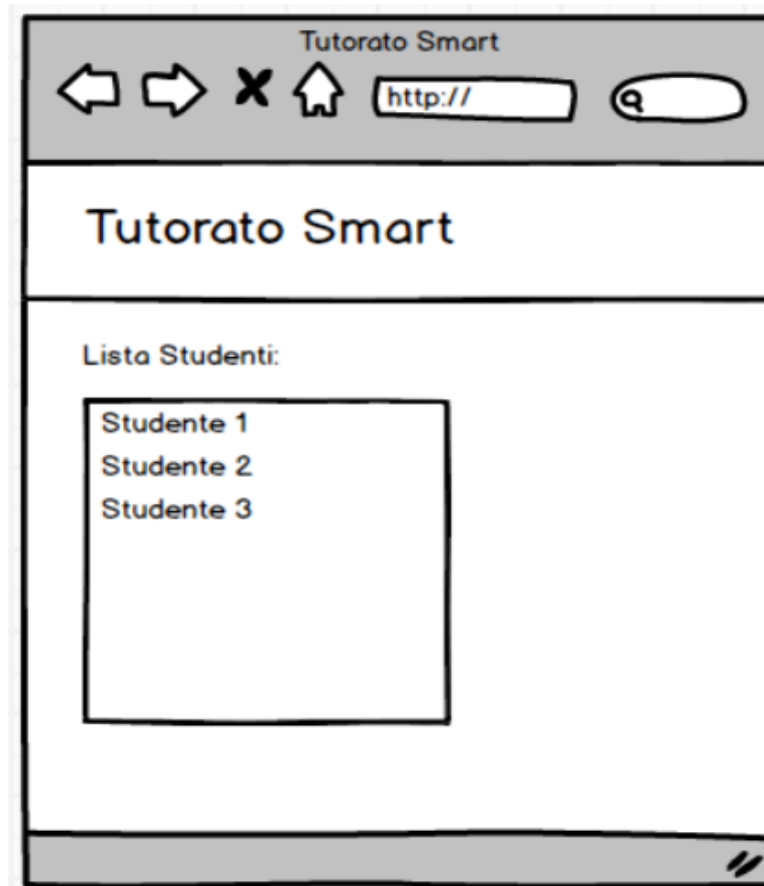 Tutorato Smart
http://
Tutorato Smart
Lista Studenti:
Studente 1
Studente 2
Studente 3